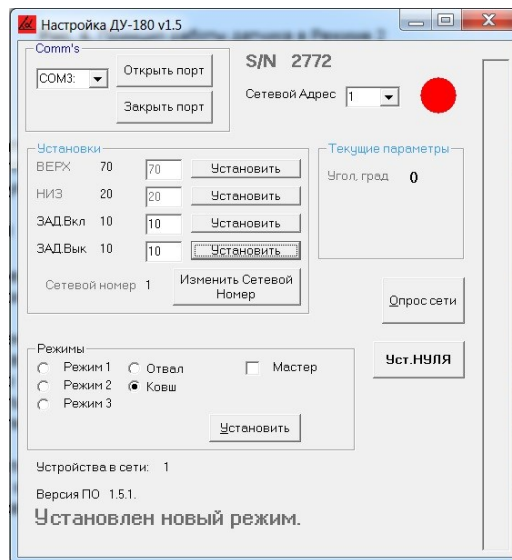 Настройка ДУ-180 v1.5
Comm's
COM3:
Открыть порт
Закрыть порт
S/N 2772
Сетевой Адрес 1
Установки
ВЕРХ 70 70 Установить
НИЗ 20 20 Установить
ЗАД.Вкл 10 10 Установить
ЗАД.Вык 10 10 Установить
Сетевой номер 1
Изменить Сетевой
Номер
Текущие параметры
Угол, град 0
Опрос сети
Уст.НУЛЯ
Режимы
Режим 1 Отвал Мастер
Режим 2 Ковш
Режим 3
Установить
Устройства в сети: 1
Версия ПО 1.5.1.
Установлен новый режим.